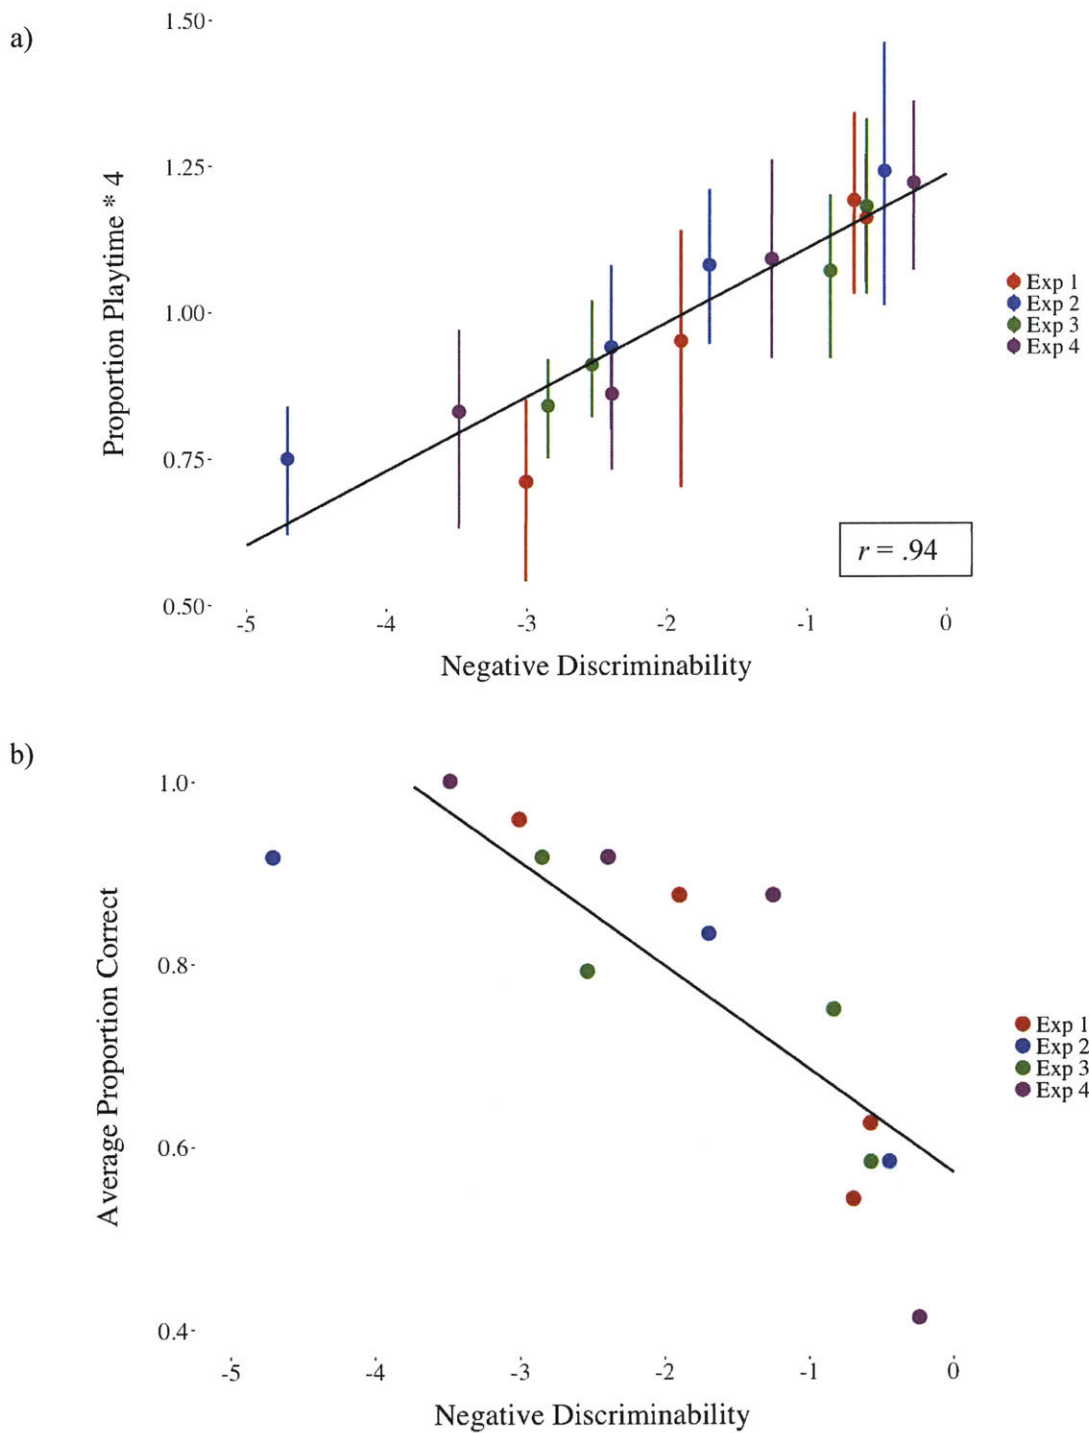 a)
1.50
1.25
1.00
0.75
0.50
Proportion Playtime * 4
Exp 1
Exp 2
Exp 3
Exp 4
r = .94
-5 -4 -3 -2 -1 0
Negative Discriminability
b)
1.0
0.8
0.6
0.4
Average Proportion Correct
Exp 1
Exp 2
Exp 3
Exp 4
-5 -4 -3 -2 -1 0
Negative Discriminability